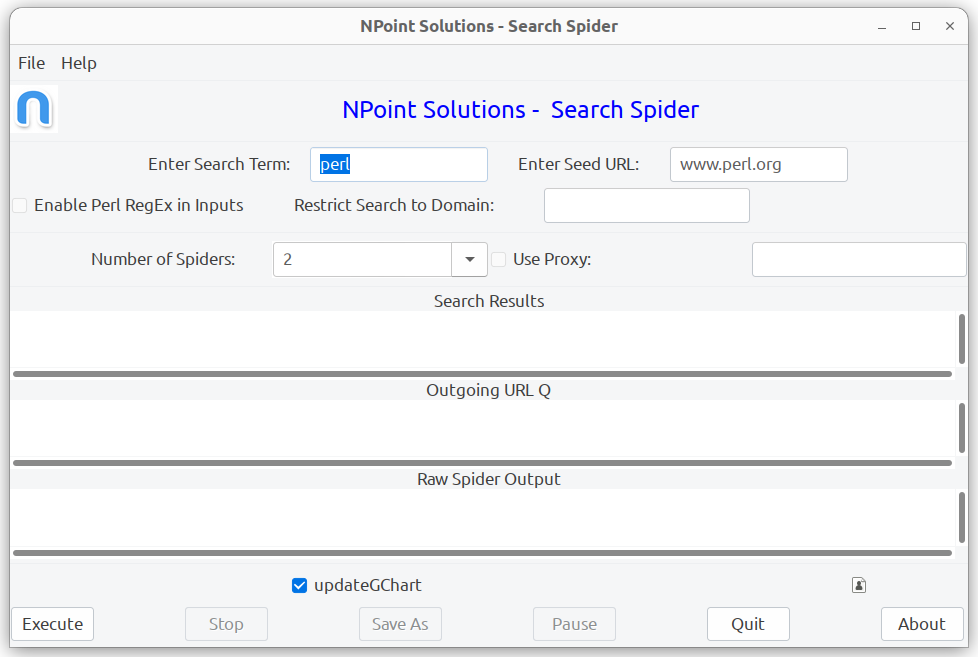 NPoint Solutions - Search Spider
File Help
NPoint Solutions - Search Spider
Enter Search Term: perl Enter Seed URL: www.perl.org
Enable Perl RegEx in Inputs Restrict Search to Domain:
Number of Spiders: 2 Use Proxy:
Search Results
Outgoing URL Q
Raw Spider Output
updateGChart
Execute Stop Save As Pause Quit About